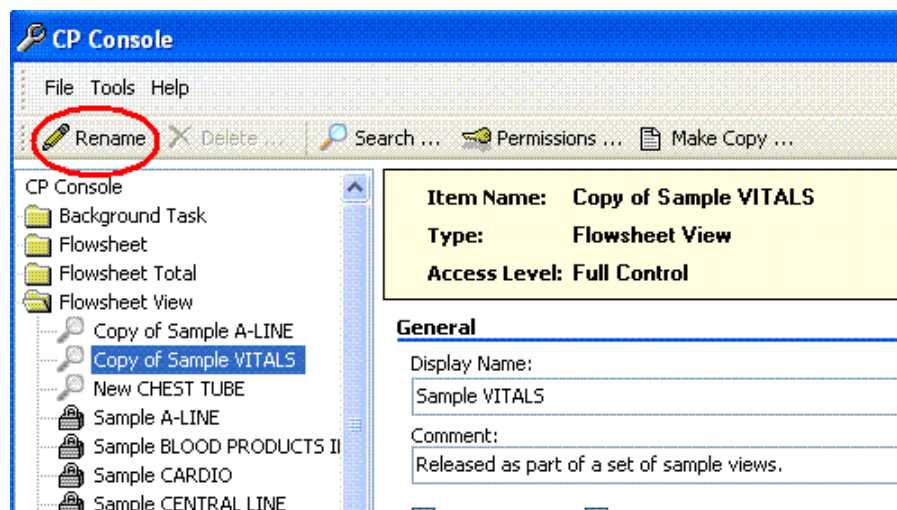 CP Console
File Tools Help
Rename Delete ... Search ... Permissions ... Make Copy ...
CP Console
Background Task
Flowsheet
Flowsheet Total
Flowsheet View
Copy of Sample A-LINE
Copy of Sample VITALS
New CHEST TUBE
Sample A-LINE
Sample BLOOD PRODUCTS
Sample CARDIO
Sample CENTRAL LINE
Item Name: Copy of Sample VITALS
Type: Flowsheet View
Access Level: Full Control
General
Display Name:
Sample VITALS
Comment:
Released as part of a set of sample views.